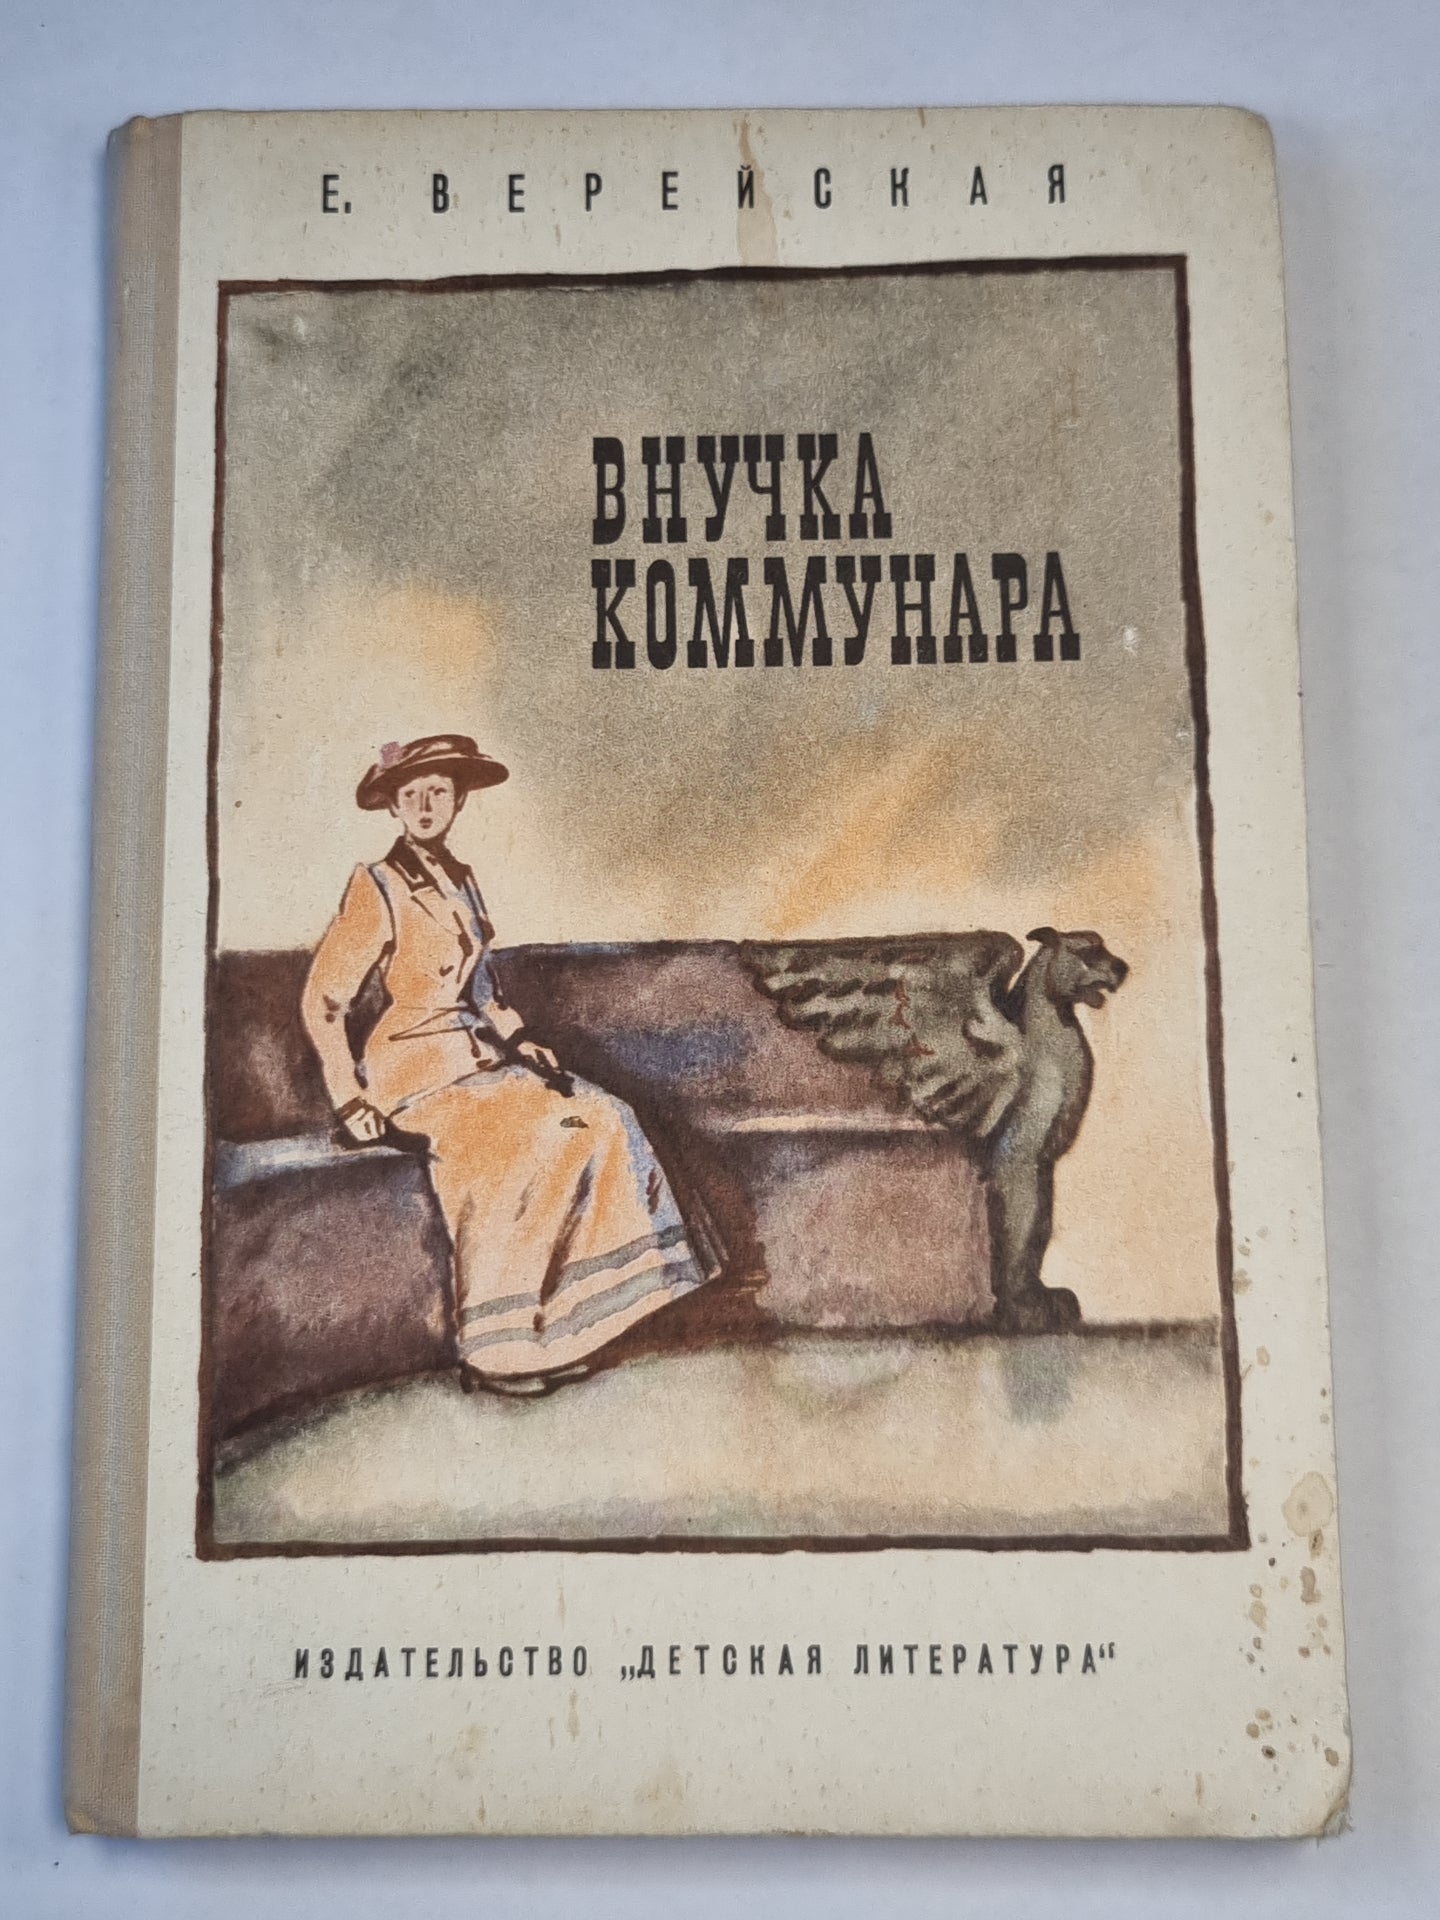 Е. ВЕРЕЙСКАЯ
ВНУЧКА
КОММУНАРА
ИЗДАТЕЛЬСТВО „ДЕТСКАЯ ЛИТЕРАТУРА“